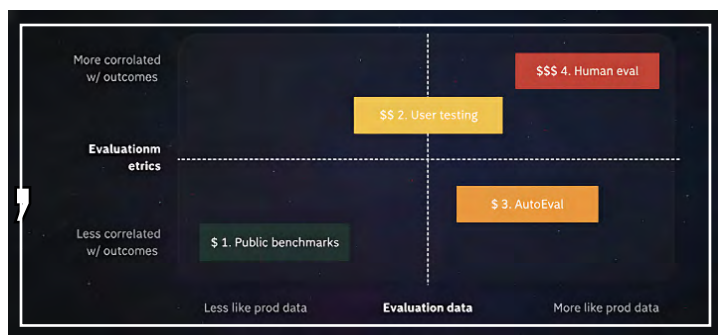 More corrolated
w/ outcomes
$$$ 4. Human eval
$$ 2. User testing
Evaluationm
etrics
$ 3. AutoEval
Less correlated
w/ outcomes
$ 1. Public benchmarks
Less like prod data
Evaluation data
More like prod data